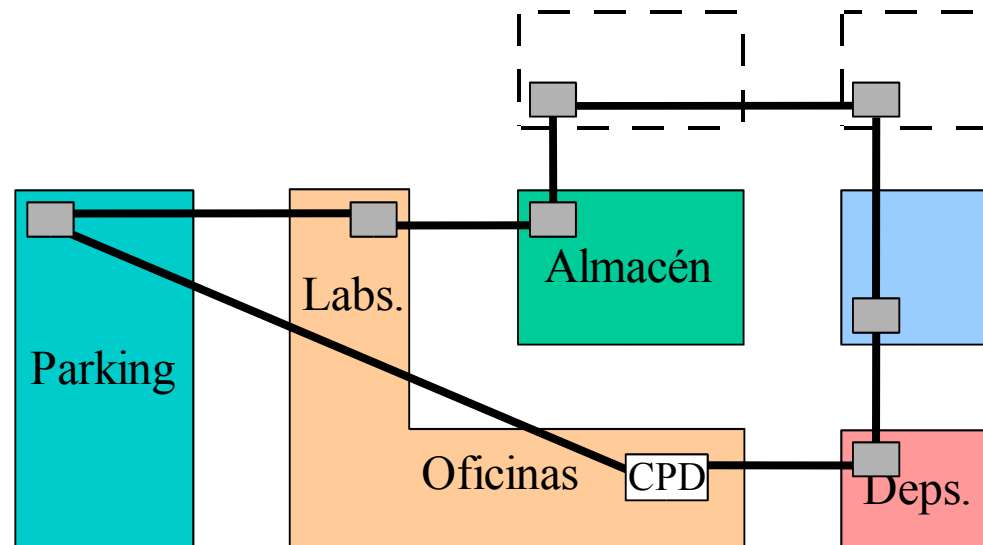 Almacén
Labs.
Parking
Oficinas
CPD
Deps.